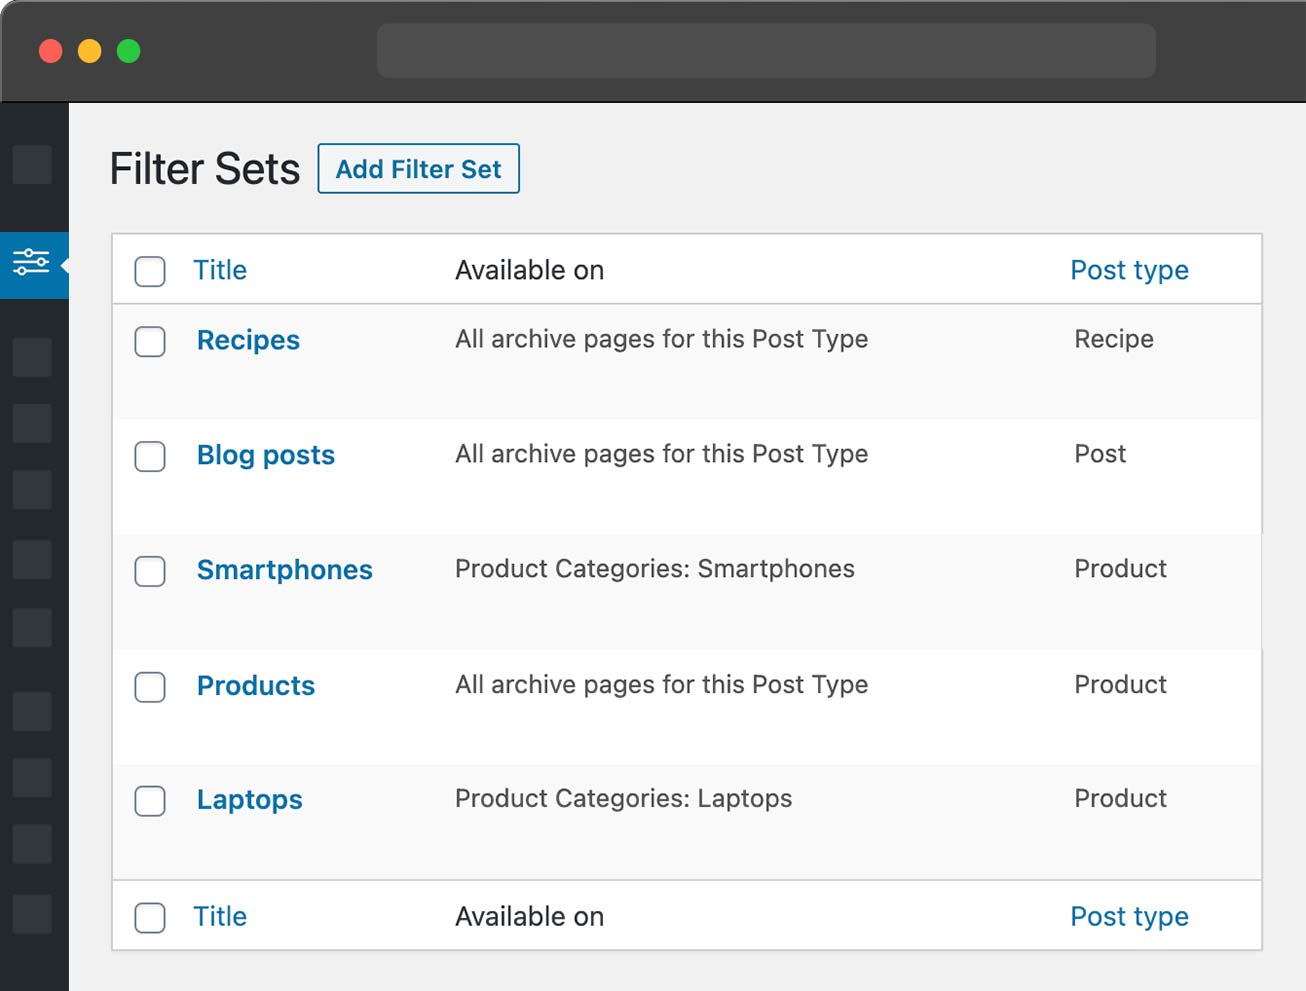 Filter Sets Add Filter Set
Title Available on Post type
Recipes All archive pages for this Post Type Recipe
Blog posts All archive pages for this Post Type Post
Smartphones Product Categories: Smartphones Product
Products All archive pages for this Post Type Product
Laptops Product Categories: Laptops Product
Title Available on Post type